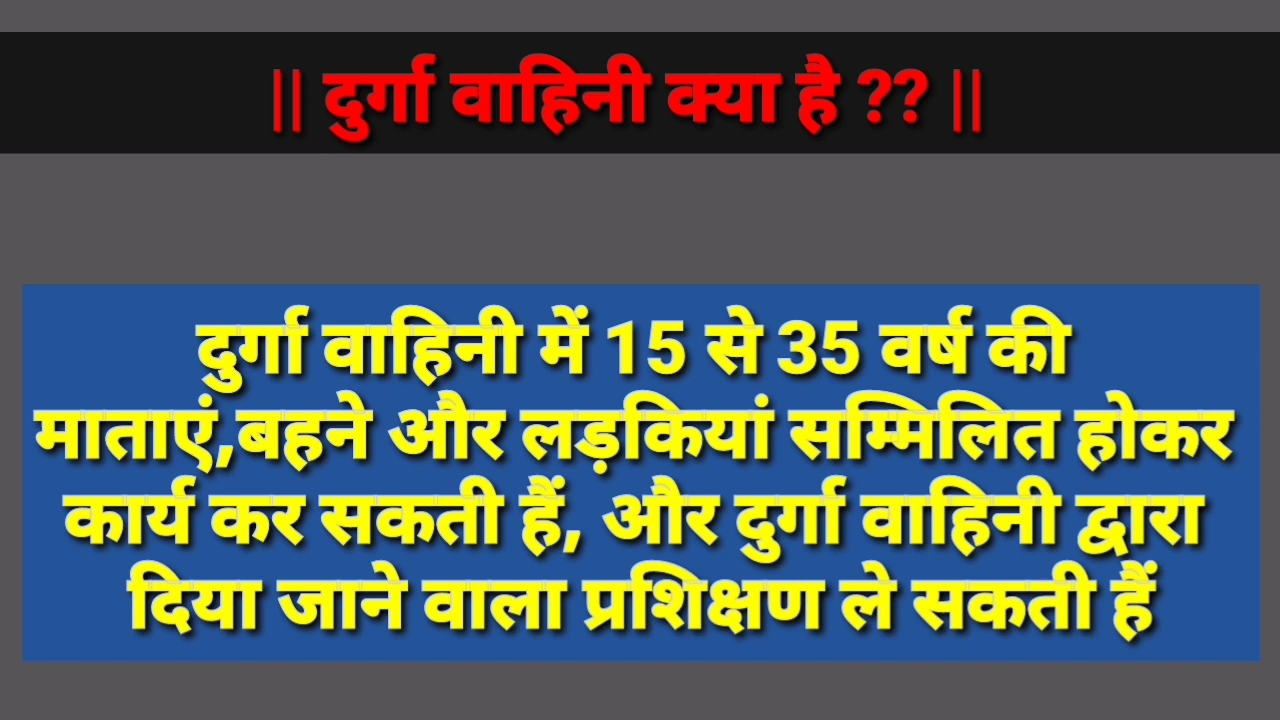 || दुर्गा वाहिनी क्या है ?? ||
दुर्गा वाहिनी में 15 से 35 वर्ष की
माताएं,बहने और लड़कियां सम्मिलित होकर
कार्य कर सकती हैं, और दुर्गा वाहिनी द्वारा
दिया जाने वाला प्रशिक्षण ले सकती हैं